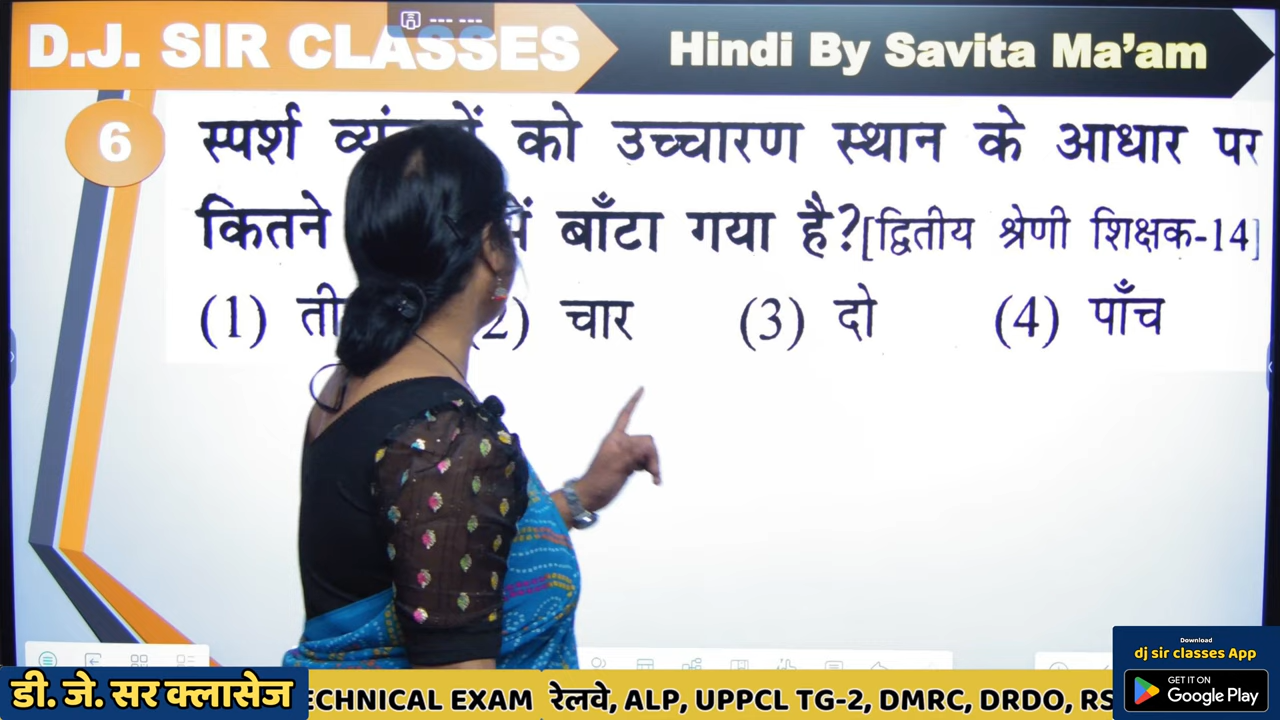 D.J. SIR CLASSES
Hindi By Savita Ma’am
6
स्पर्श को उच्चारण स्थान के आधार पर
कितने में बाँटा गया है?[द्वितीय श्रेणी शिक्षक-14]
(1) (2) चार (3) दो (4) पाँच
डी. जे. सर क्लासेज
ECHNICAL EXAM रेलवे, ALP, UPPCL TG-2, DMRC, DRDO, RS
Download
dj sir classes App
GET IT ON
Google Play